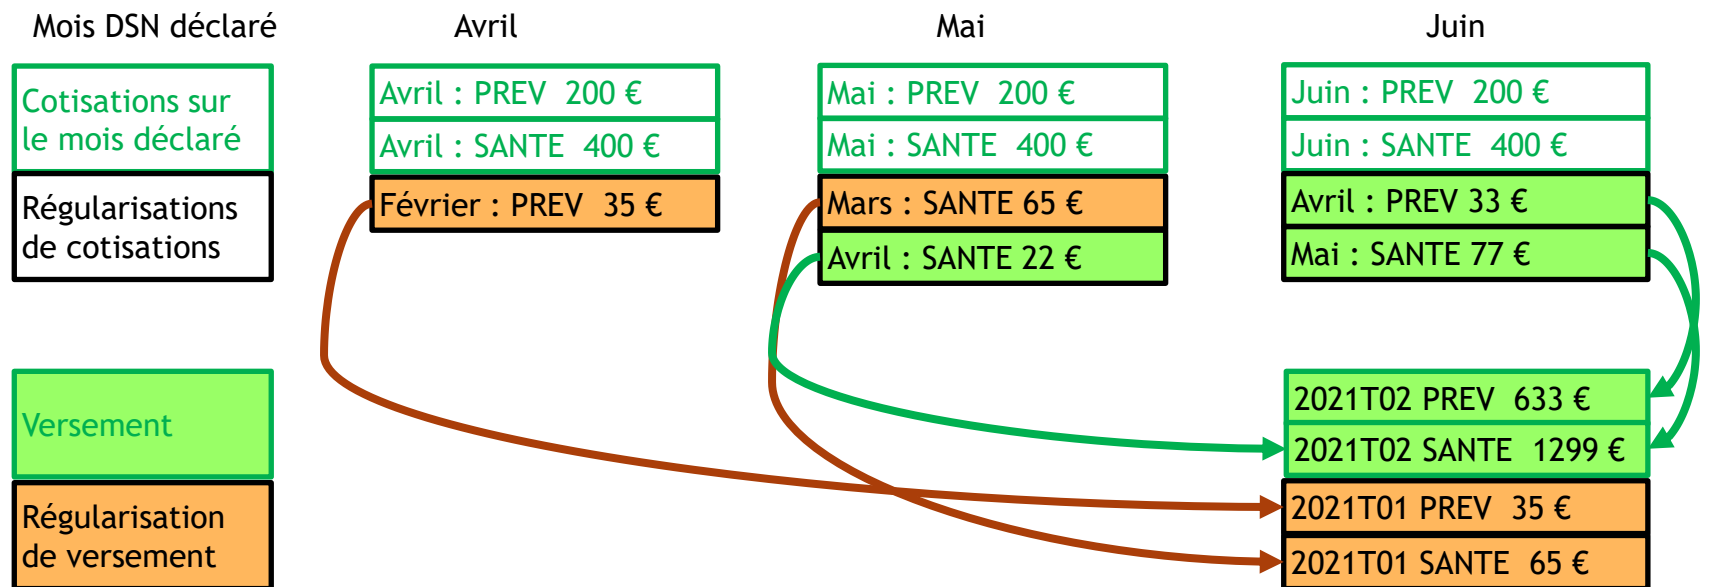 Mois DSN déclaré
Avril
Mai
Juin
Cotisations sur
le mois déclaré
Avril : PREV 200 €
Avril : SANTE 400 €
Mai : PREV 200 €
Mai : SANTE 400 €
Juin : PREV 200 €
Juin : SANTE 400 €
Régularisations
de cotisations
Février : PREV 35 €
Mars : SANTE 65 €
Avril : SANTE 22 €
Avril : PREV 33 €
Mai : SANTE 77 €
Versement
2021T02 PREV 633 €
2021T02 SANTE 1299 €
Régularisation
de versement
2021T01 PREV 35 €
2021T01 SANTE 65 €